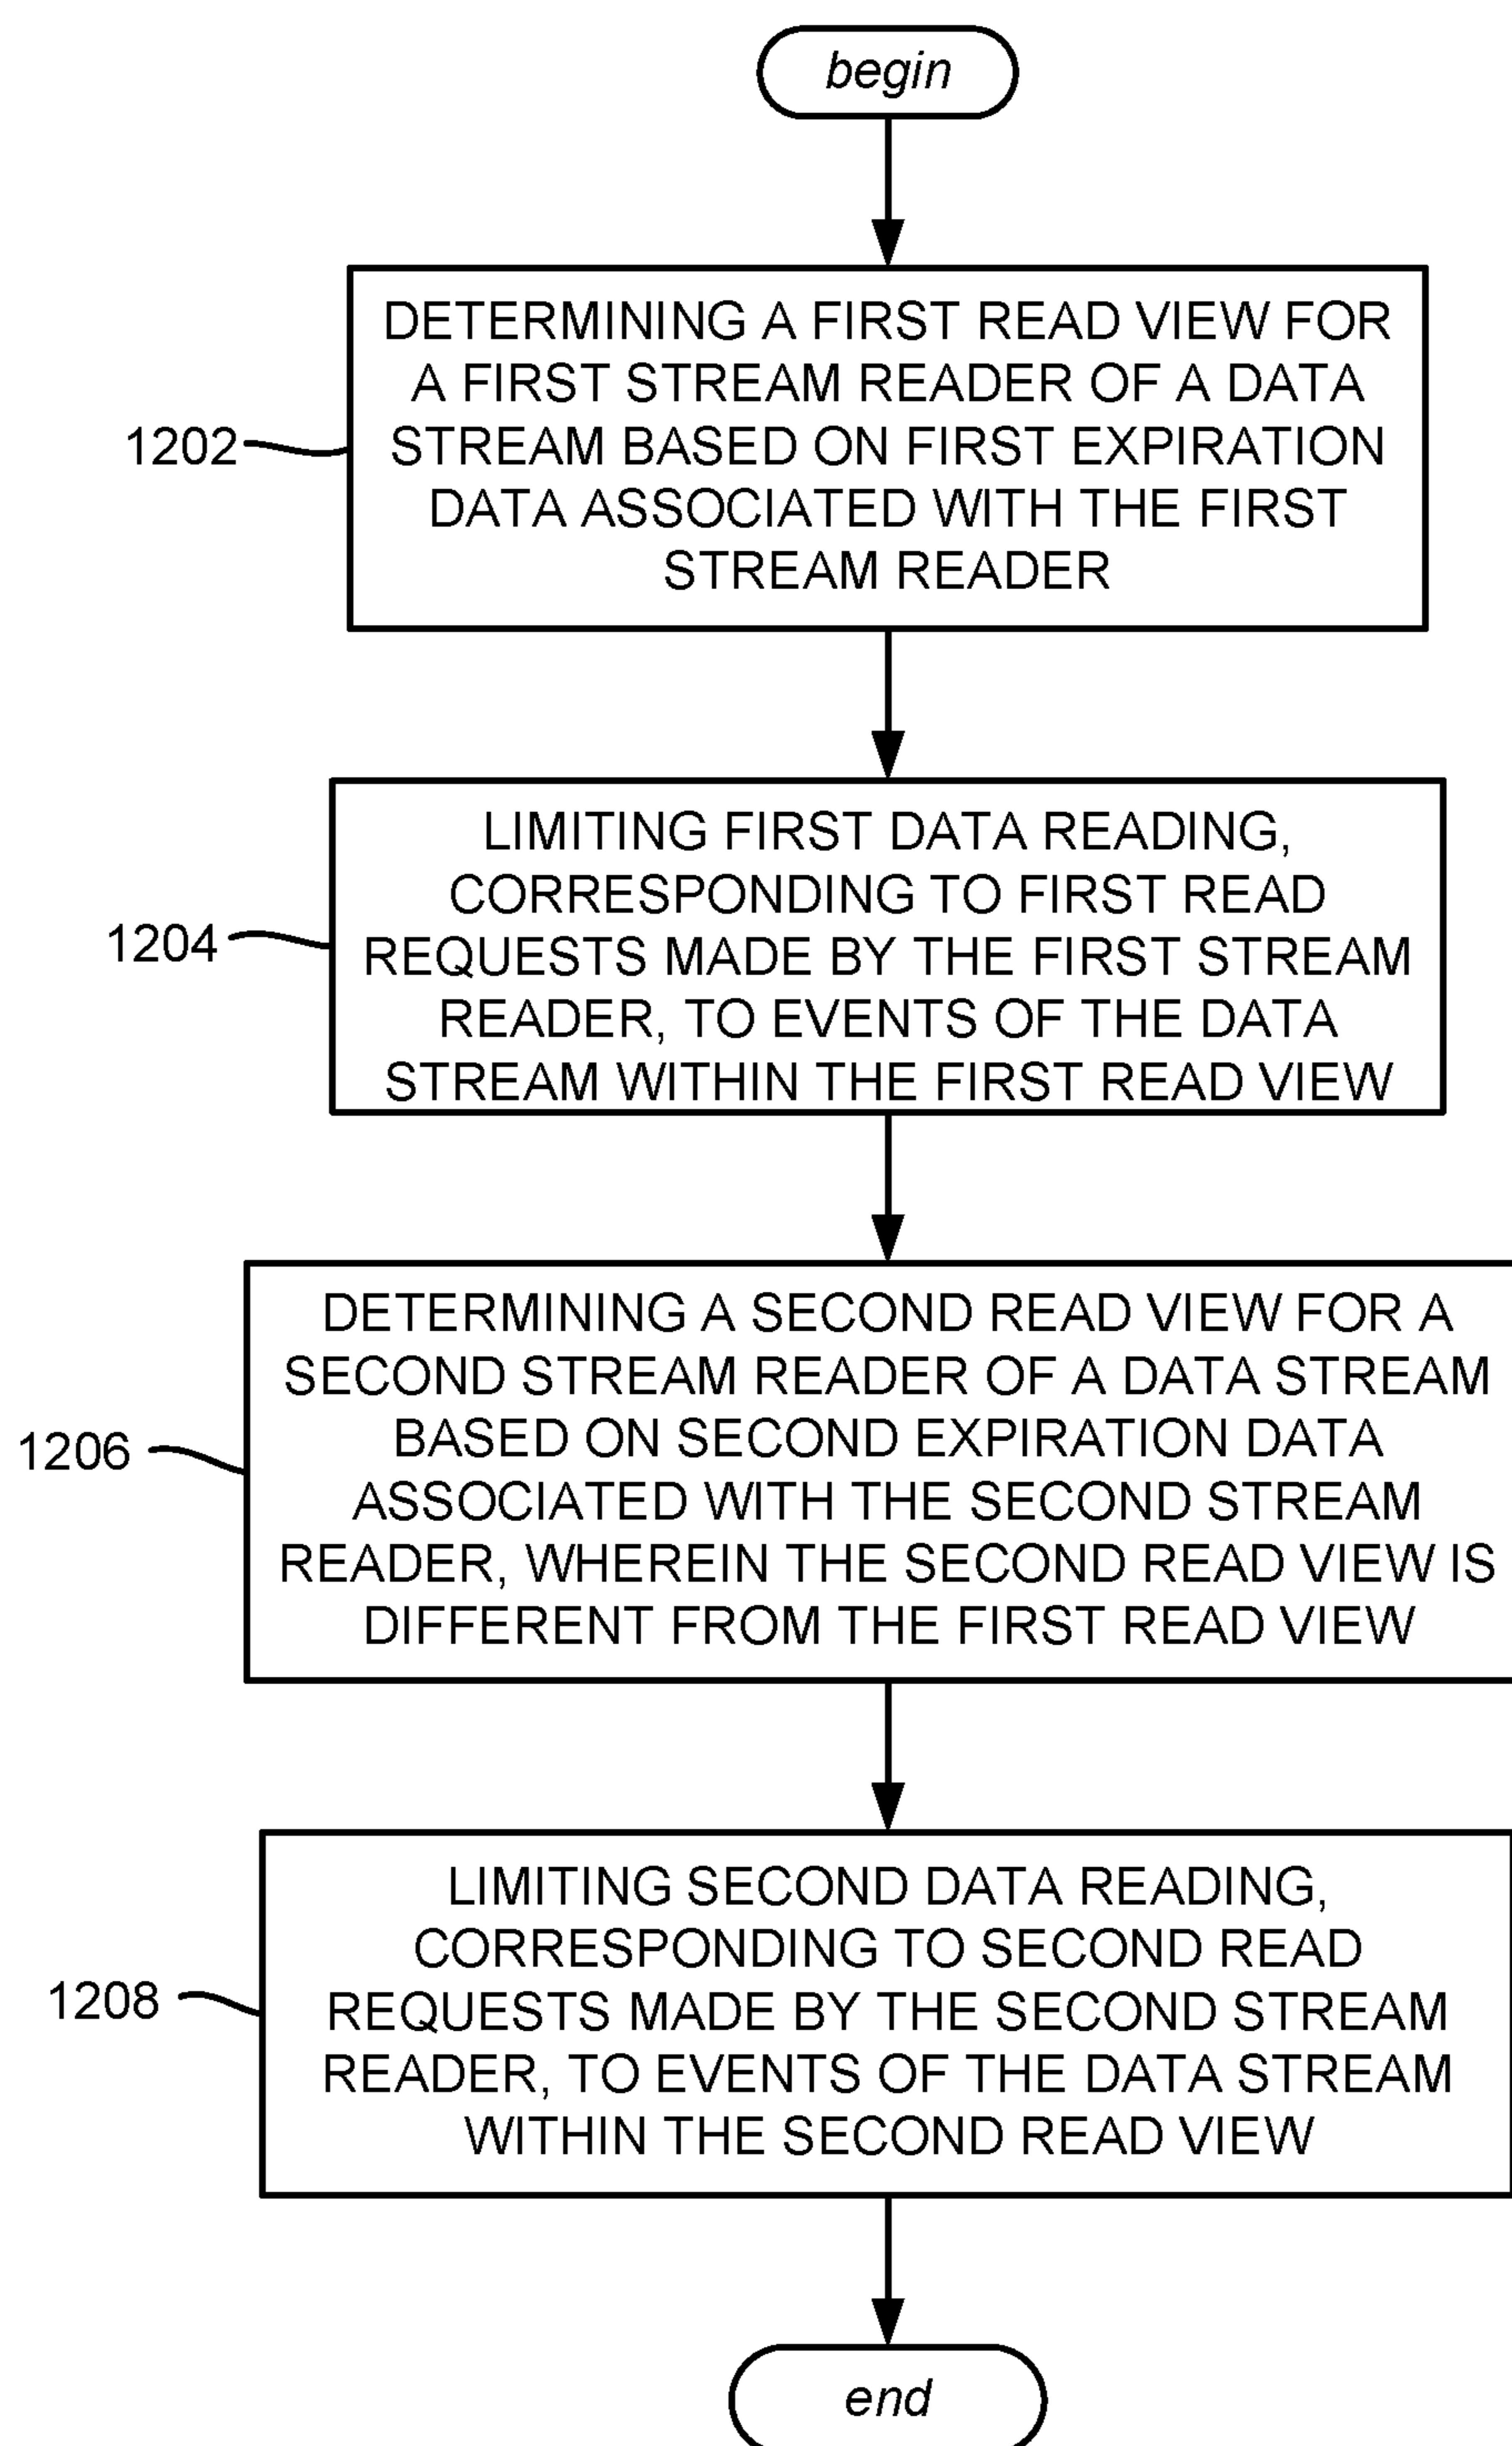 begin
DETERMINING A FIRST READ VIEW FOR
A FIRST STREAM READER OF A DATA
STREAM BASED ON FIRST EXPIRATION
DATA ASSOCIATED WITH THE FIRST
STREAM READER
1202
LIMITING FIRST DATA READING,
CORRESPONDING TO FIRST READ
REQUESTS MADE BY THE FIRST STREAM
READER, TO EVENTS OF THE DATA
STREAM WITHIN THE FIRST READ VIEW
1204
DETERMINING A SECOND READ VIEW FOR A
SECOND STREAM READER OF A DATA STREAM
BASED ON SECOND EXPIRATION DATA
ASSOCIATED WITH THE SECOND STREAM
READER, WHEREIN THE SECOND READ VIEW IS
DIFFERENT FROM THE FIRST READ VIEW
1206
LIMITING SECOND DATA READING,
CORRESPONDING TO SECOND READ
REQUESTS MADE BY THE SECOND STREAM
READER, TO EVENTS OF THE DATA STREAM
WITHIN THE SECOND READ VIEW
1208
end